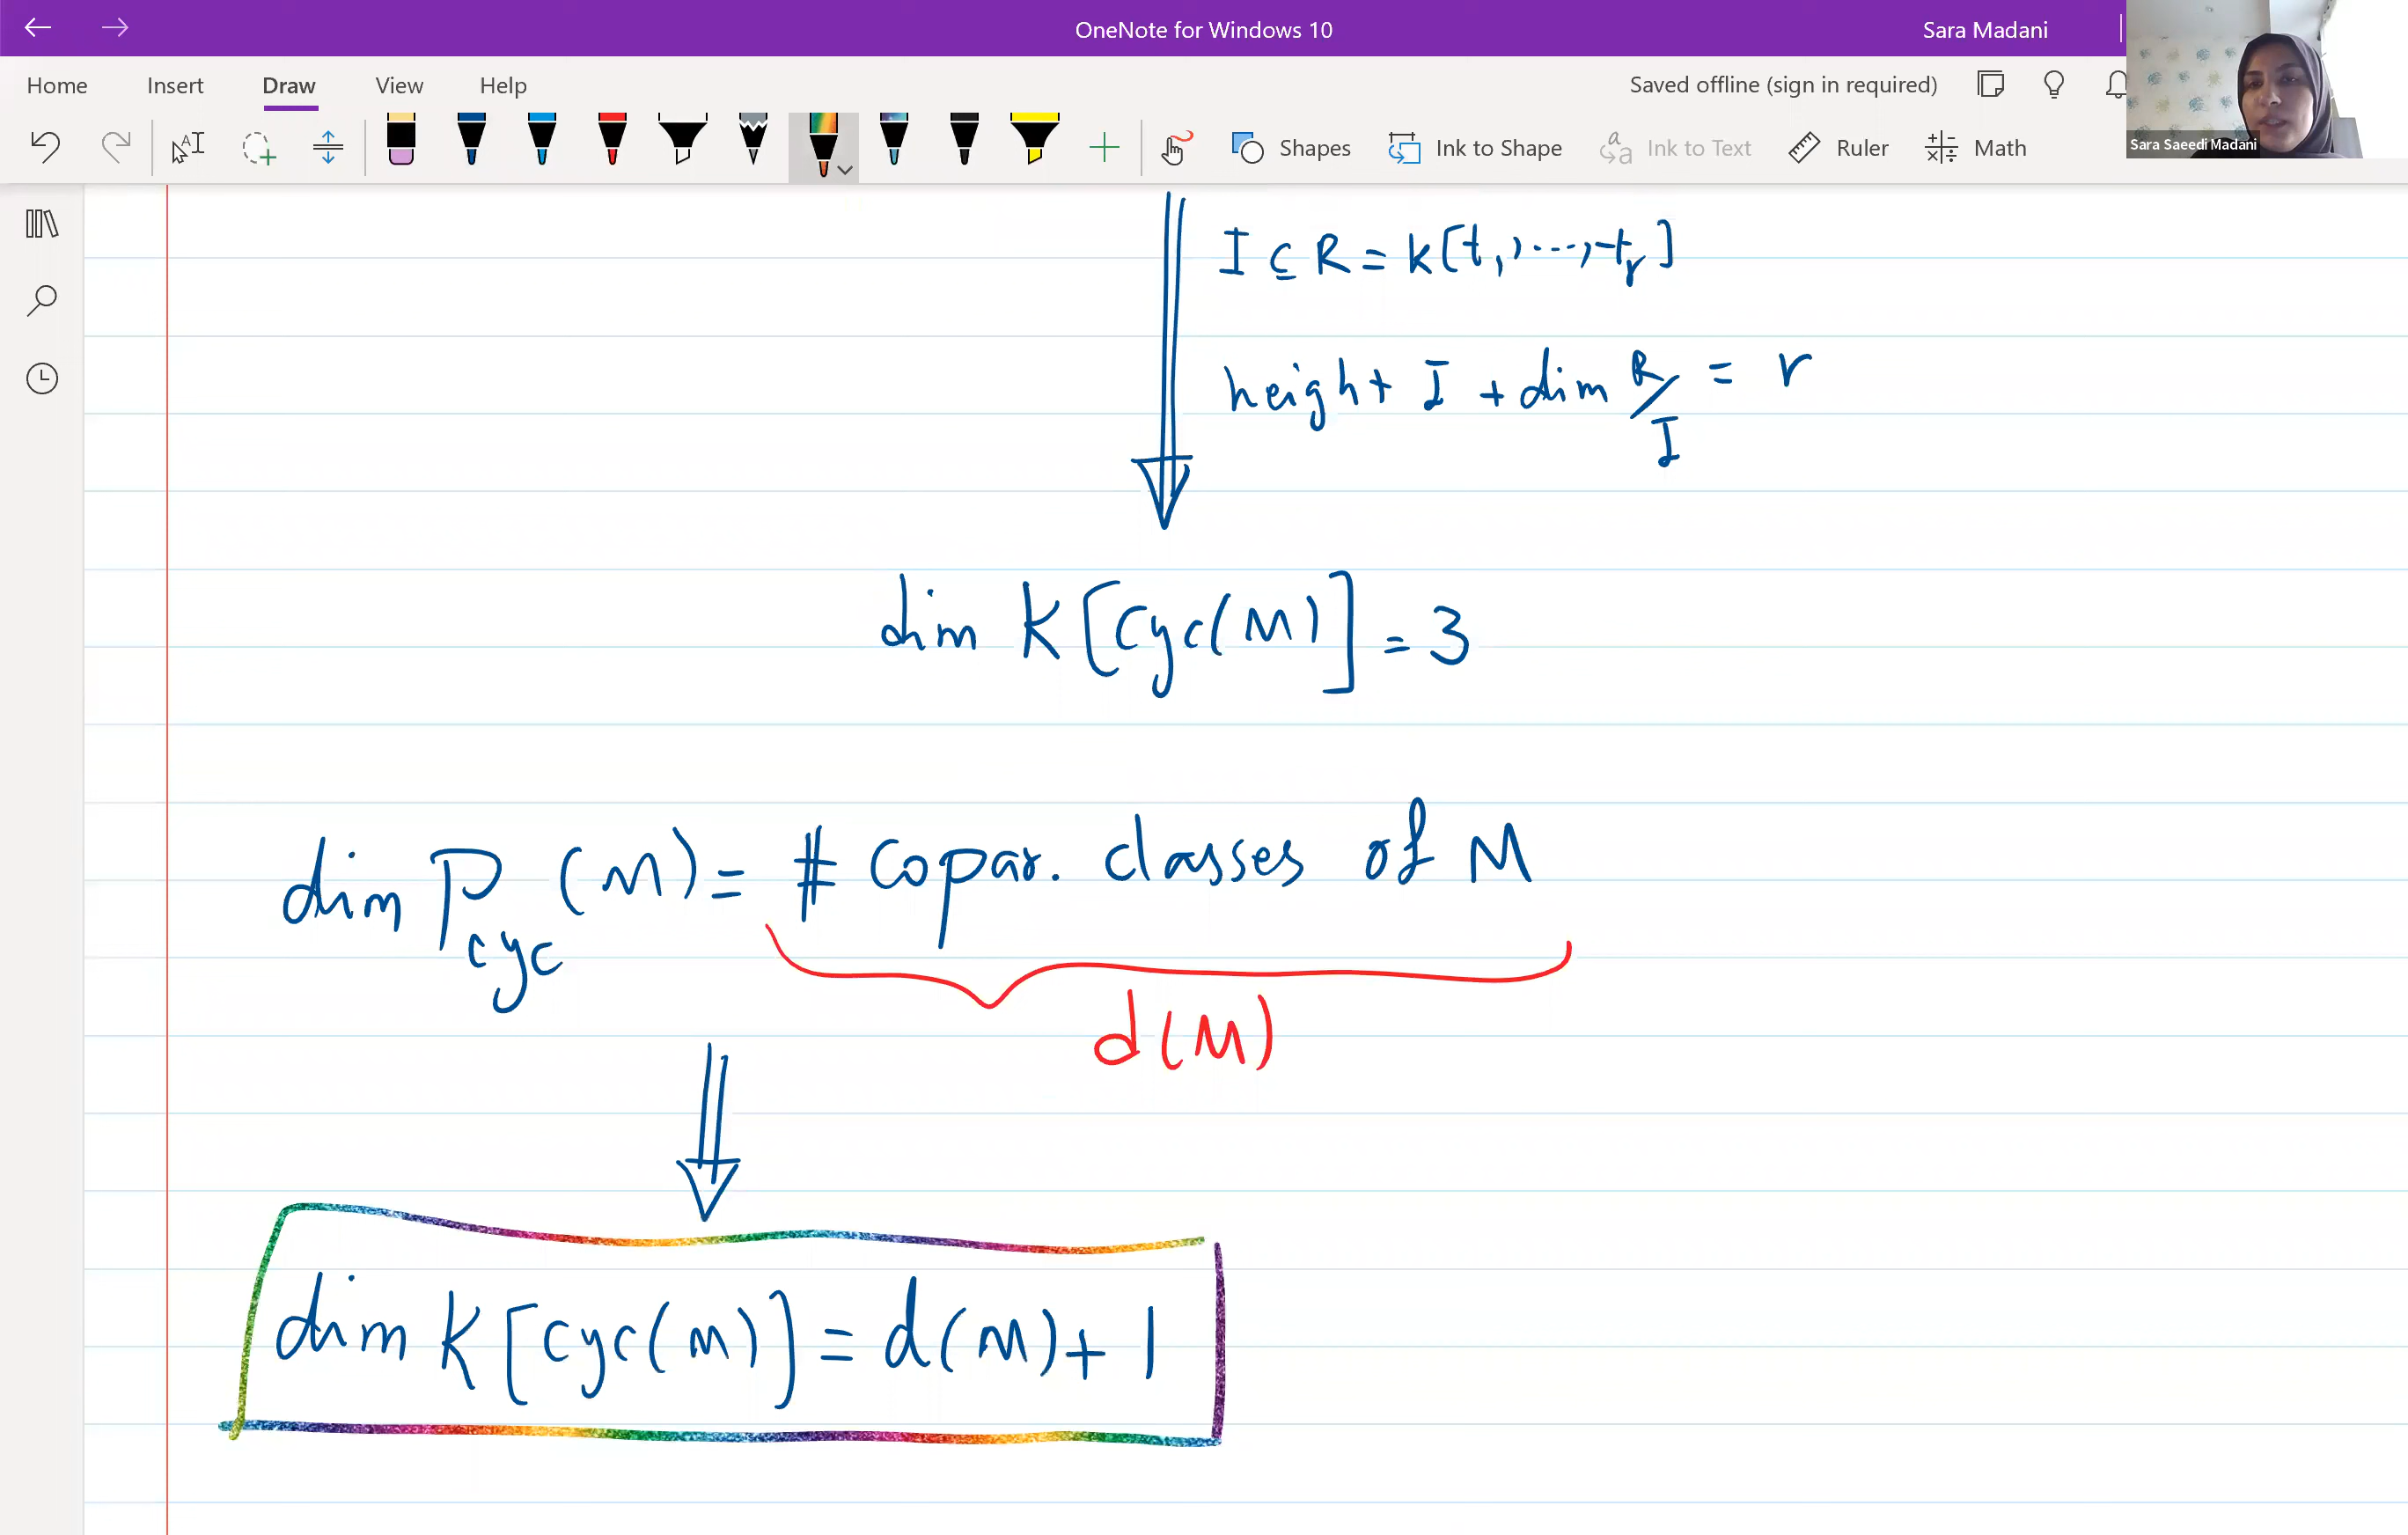 OneNote for Windows 10
Sara Madani
Home Insert Draw View Help
Saved offline (sign in required)
Shapes Ink to Shape Ink to Text Ruler Math
Sara Saeedi Madani
I ⊆ R = K[t₁, ..., tᵣ]
height I + dim R/I = r
dim K[Cyc(M)] = 3
dim P_cyc(M) = # Copar. classes of M
d(M)
dim K[Cyc(M)] = d(M) + 1